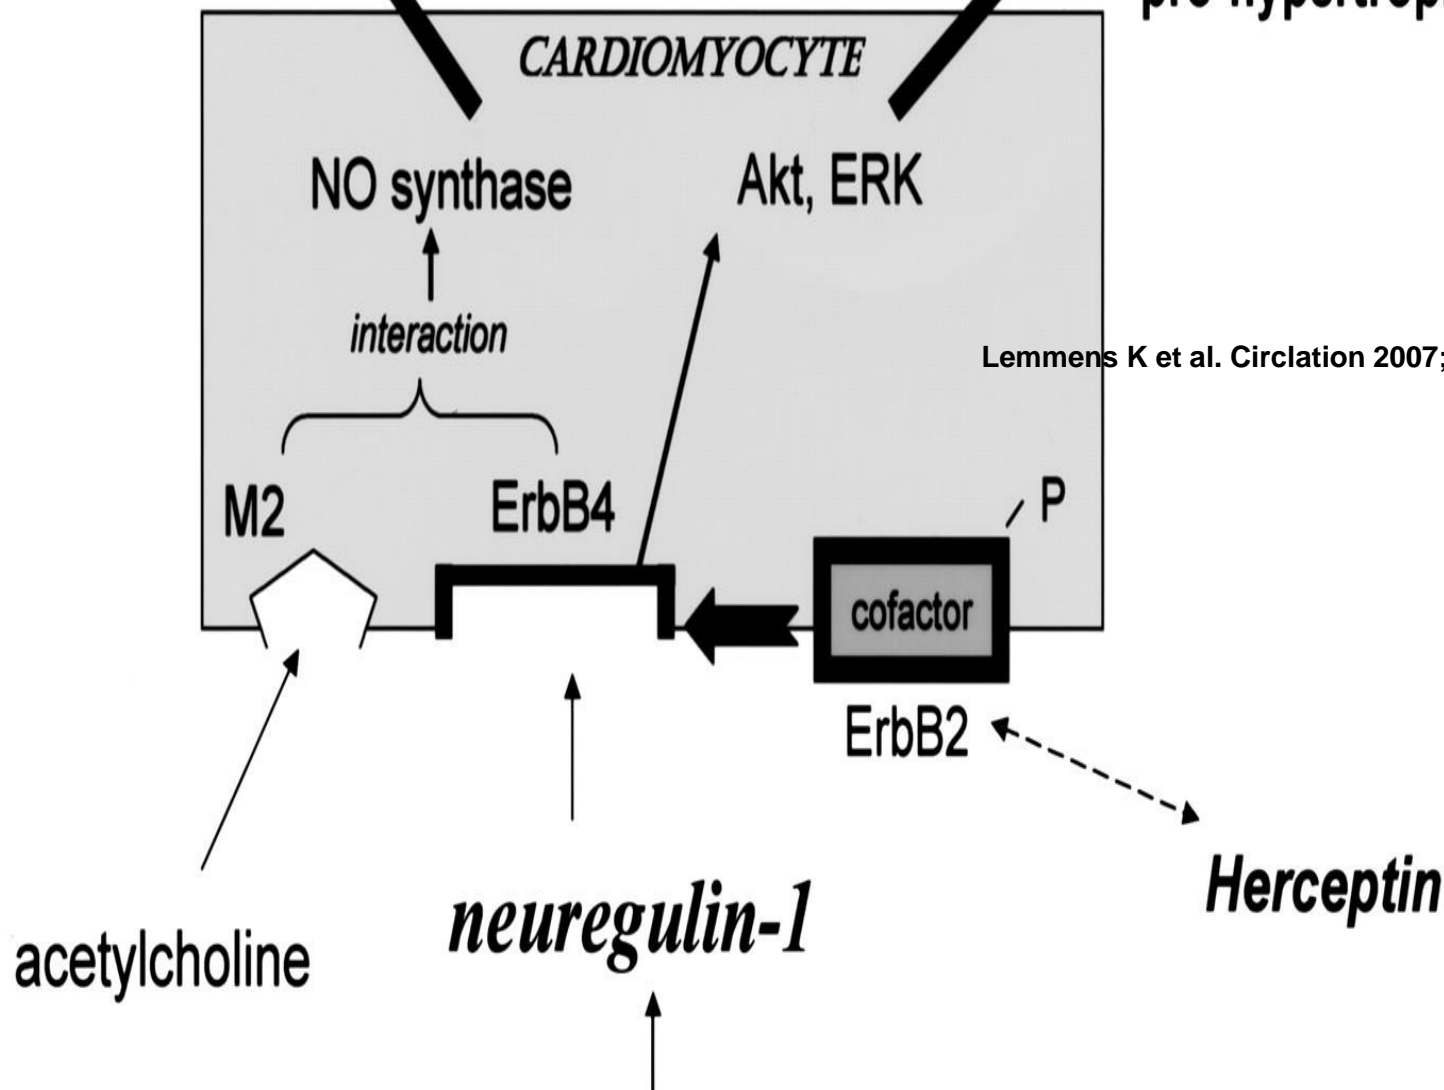 CARDIOMYOCYTE
NO synthase
Akt, ERK
interaction
Lemmens K et al. Circlation 2007;
M2
ErbB4
P
cofactor
ErbB2
Herceptin
neuregulin-1
acetylcholine